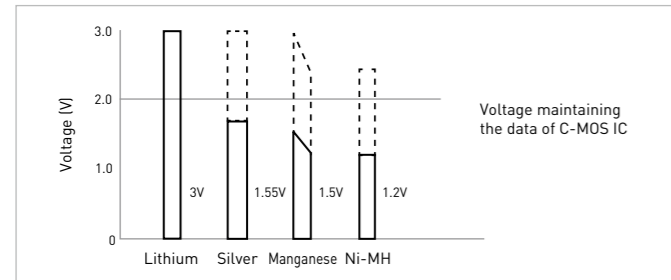 3.0
2.0
1.0
0
Voltage (V)
3V
1.55V
1.5V
1.2V
Lithium
Silver
Manganese
Ni-MH
Voltage maintaining
the data of C-MOS IC